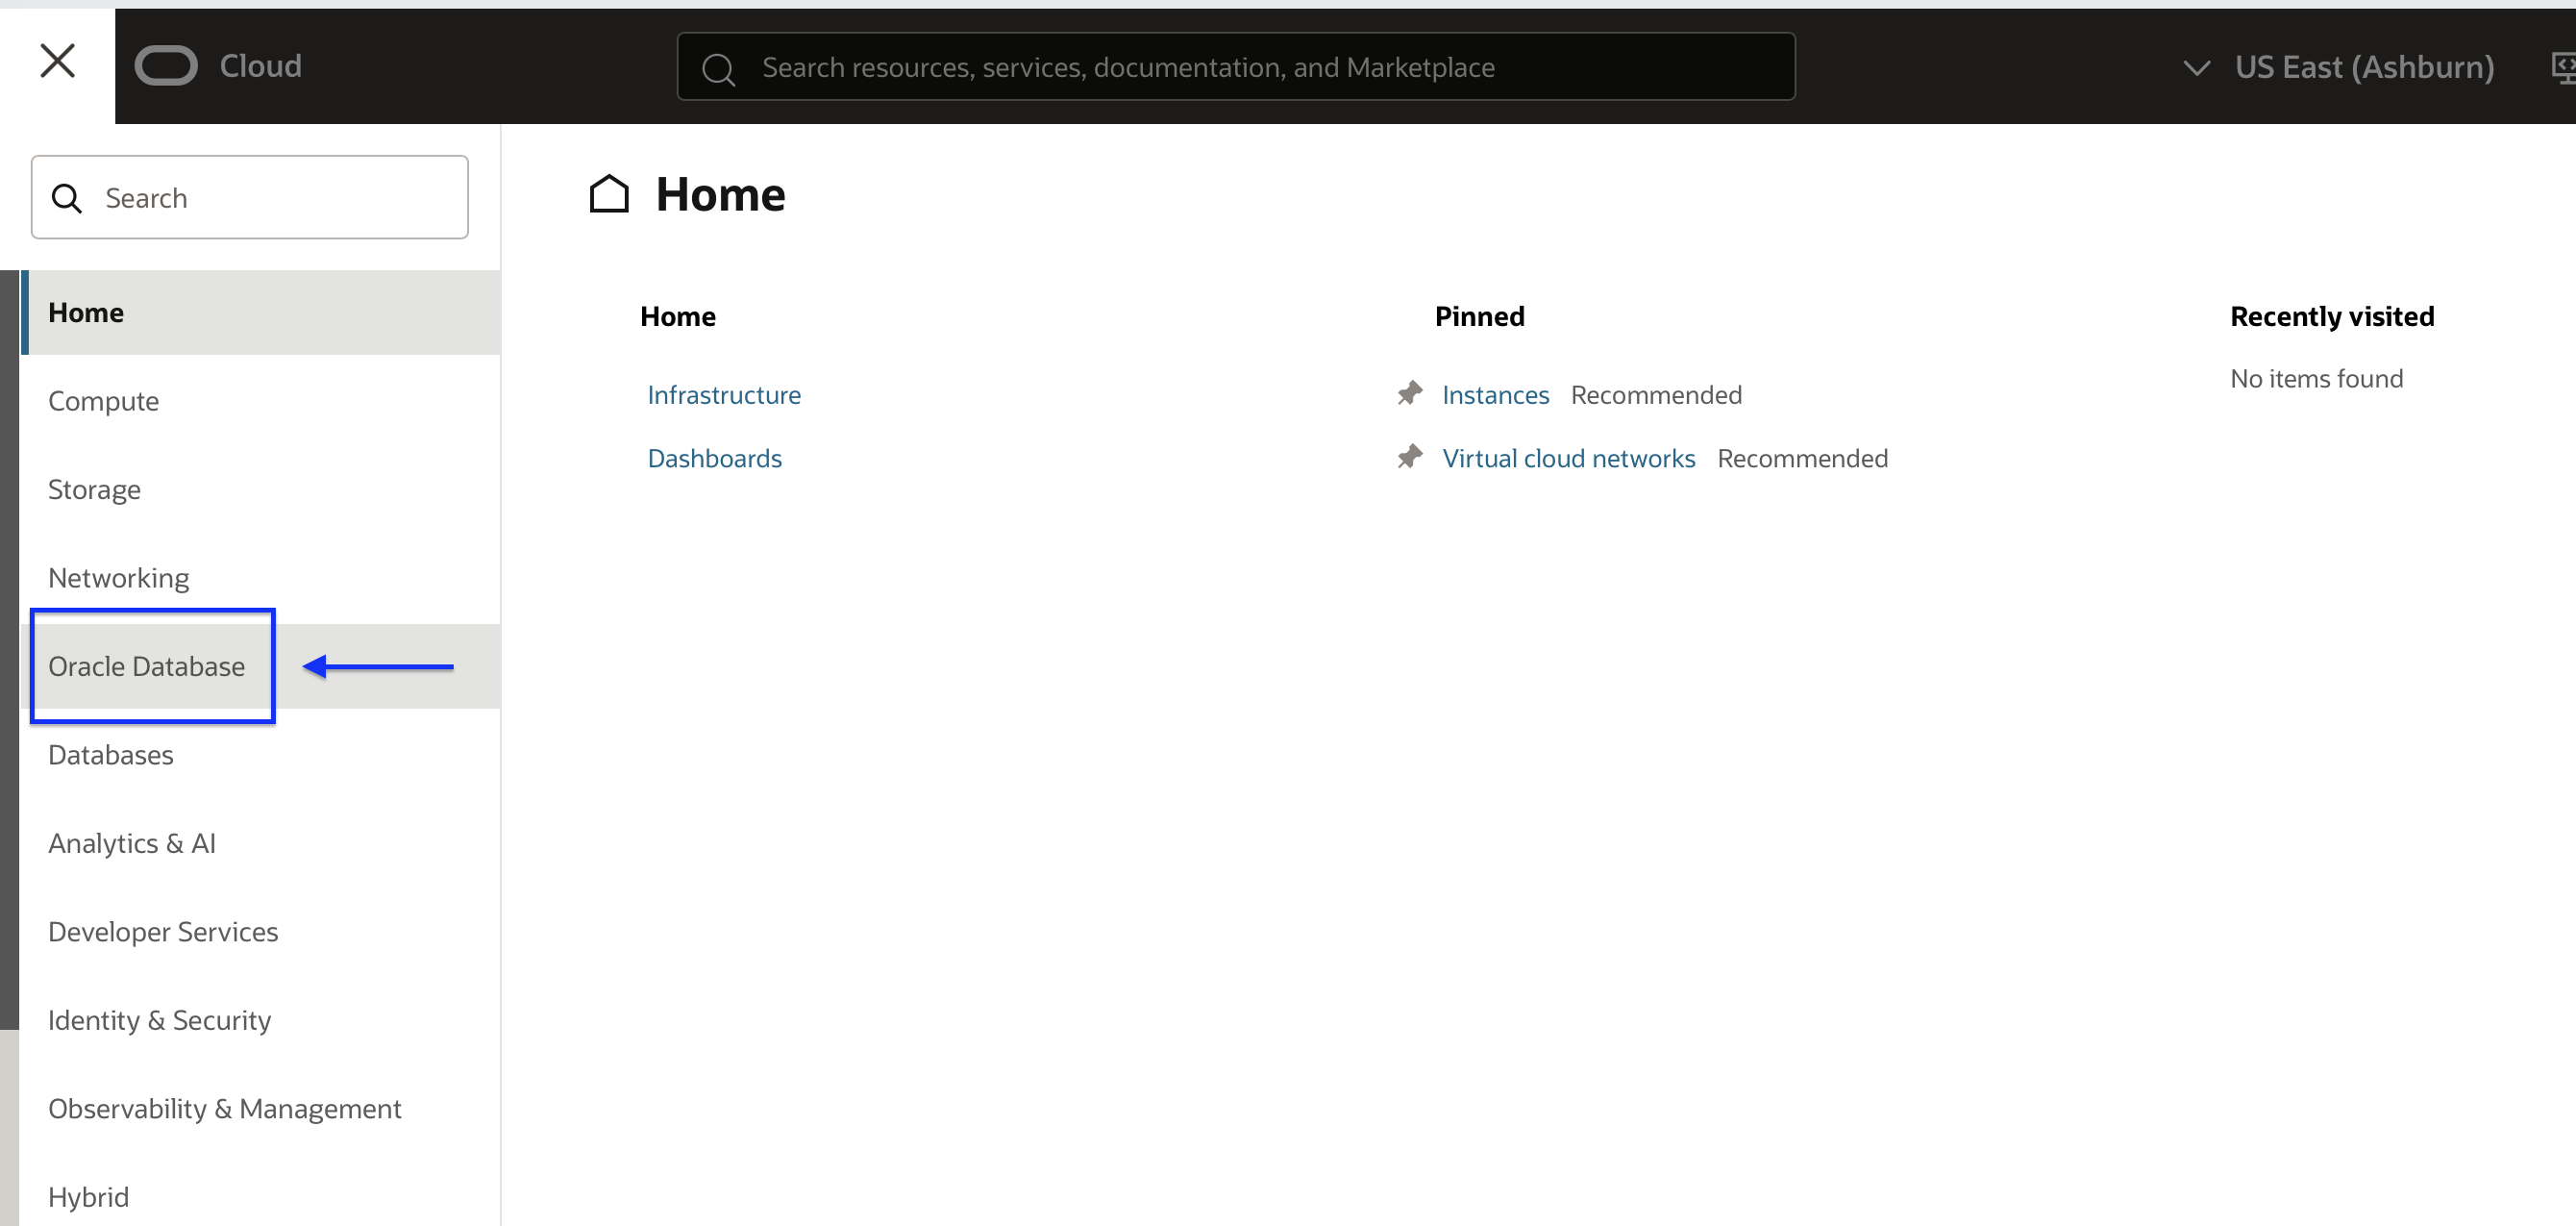 Cloud
Search resources, services, documentation, and Marketplace
US East (Ashburn)
Search
Home
Compute
Storage
Networking
Oracle Database
Databases
Analytics & AI
Developer Services
Identity & Security
Observability & Management
Hybrid
Home
Home
Infrastructure
Dashboards
Pinned
Instances Recommended
Virtual cloud networks Recommended
Recently visited
No items found